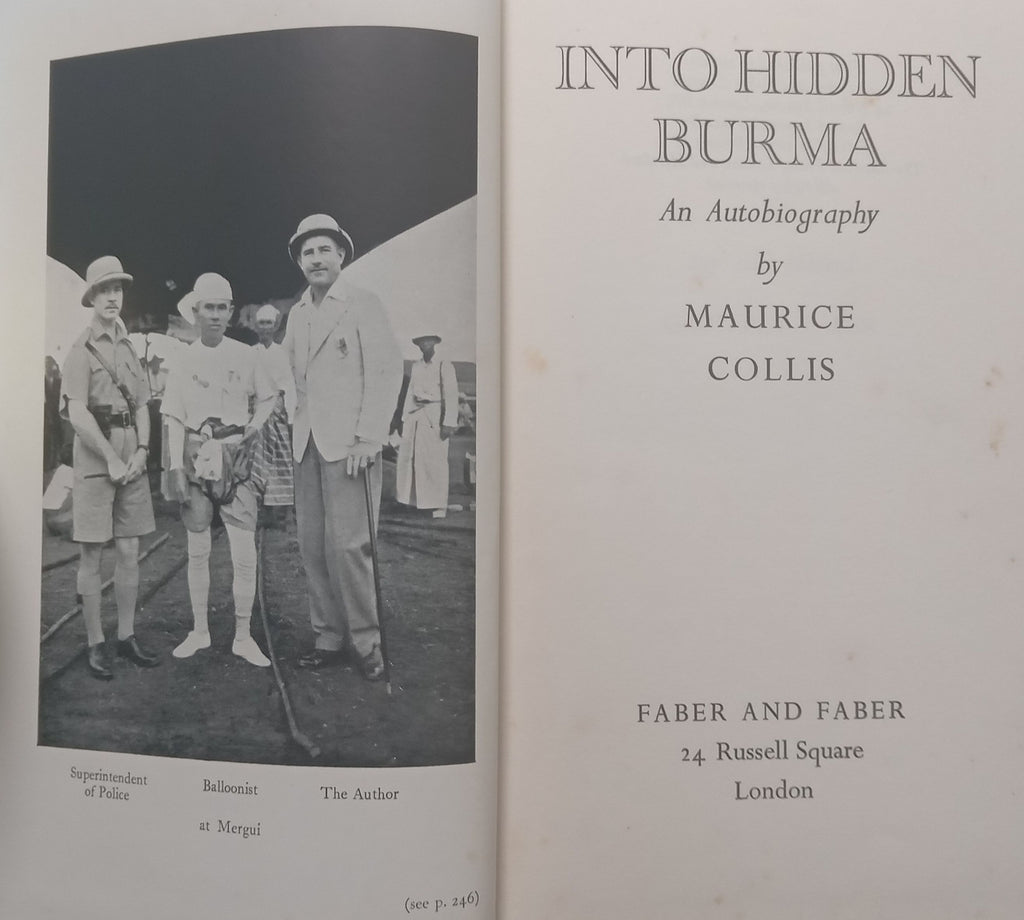 Superintendent
of Police
Balloonist
The Author
at Mergui
(see p. 246)
INTO HIDDEN
BURMA
An Autobiography
by
MAURICE
COLLIS
FABER AND FABER
24 Russell Square
London